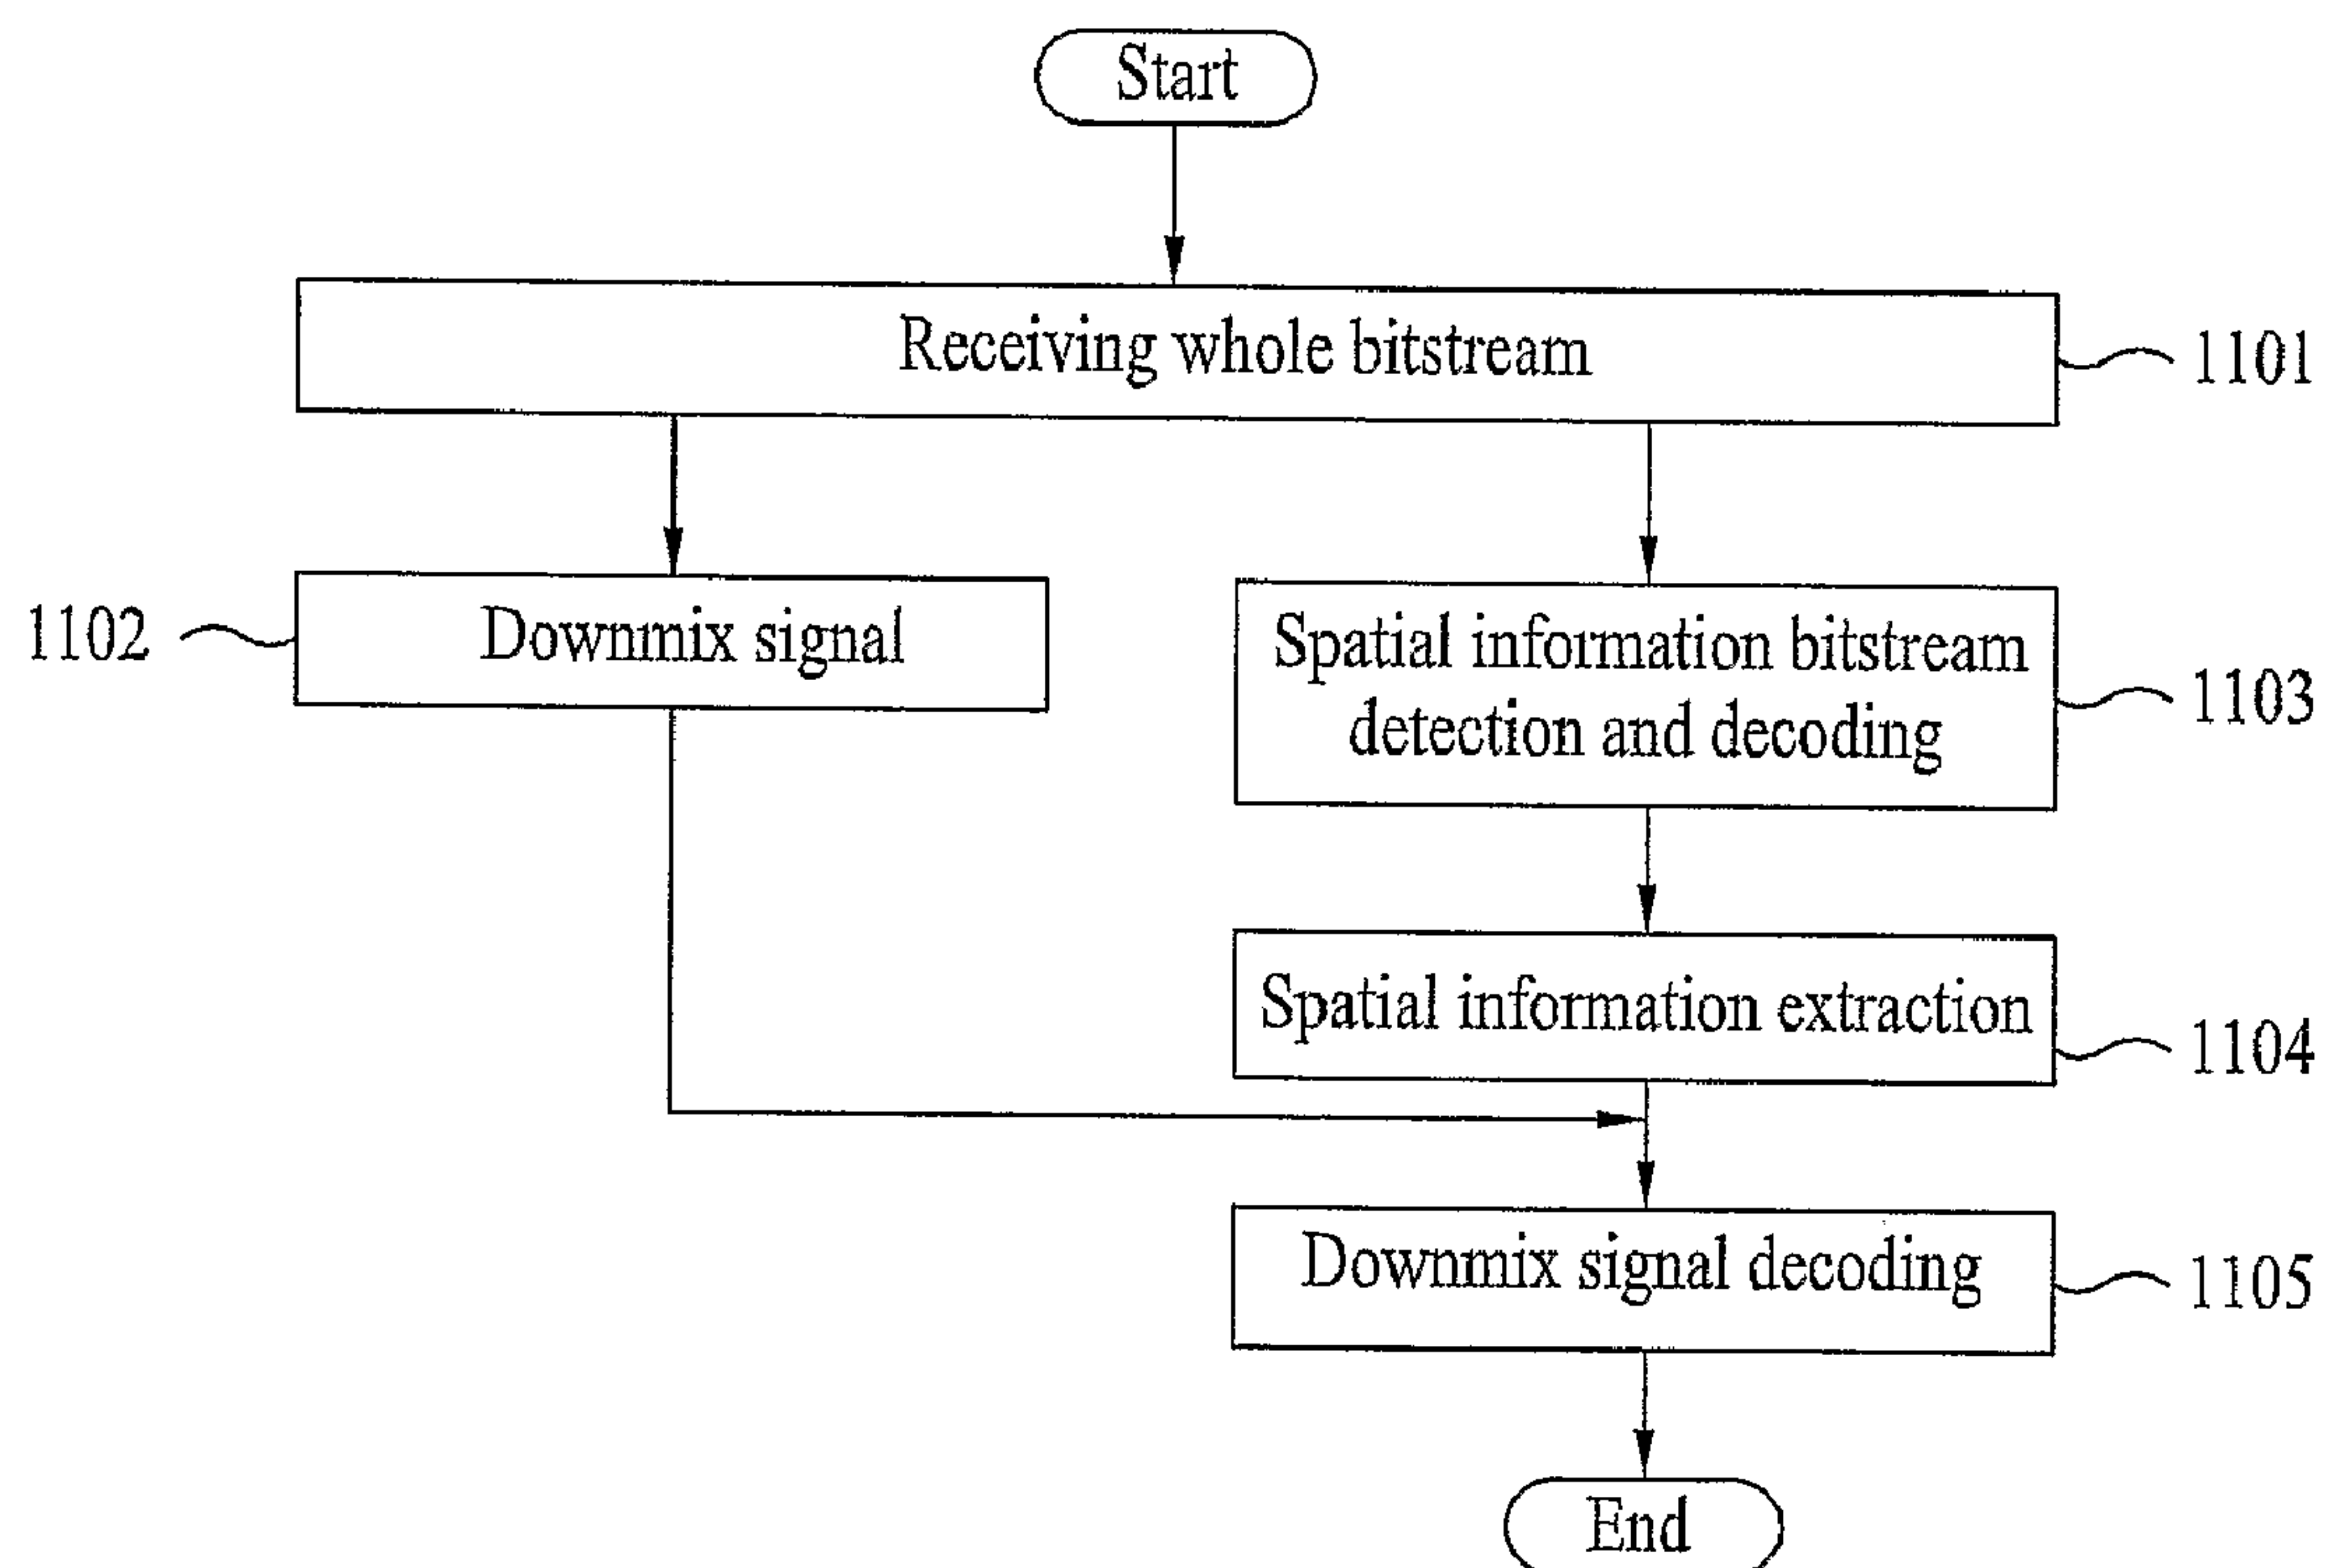 Start
Receiving whole bitstream
1101
1102
Downmix signal
Spatial information bitstream
detection and decoding
1103
Spatial information extraction
1104
Downmix signal decoding
1105
End